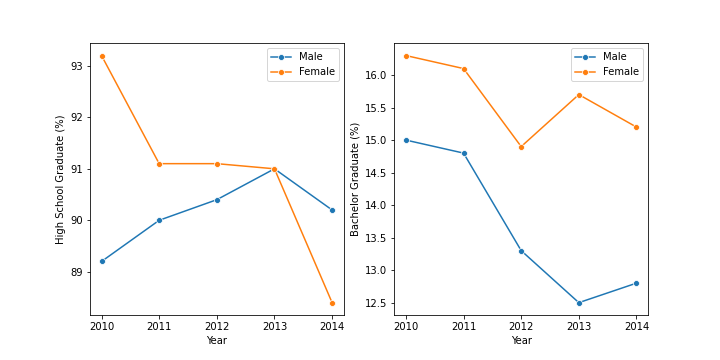 High School Graduate (%)
93
92
91
90
89
Male
Female
2010 2011 2012 2013 2014
Year
Bachelor Graduate (%)
16.0
15.5
15.0
14.5
14.0
13.5
13.0
12.5
Male
Female
2010 2011 2012 2013 2014
Year